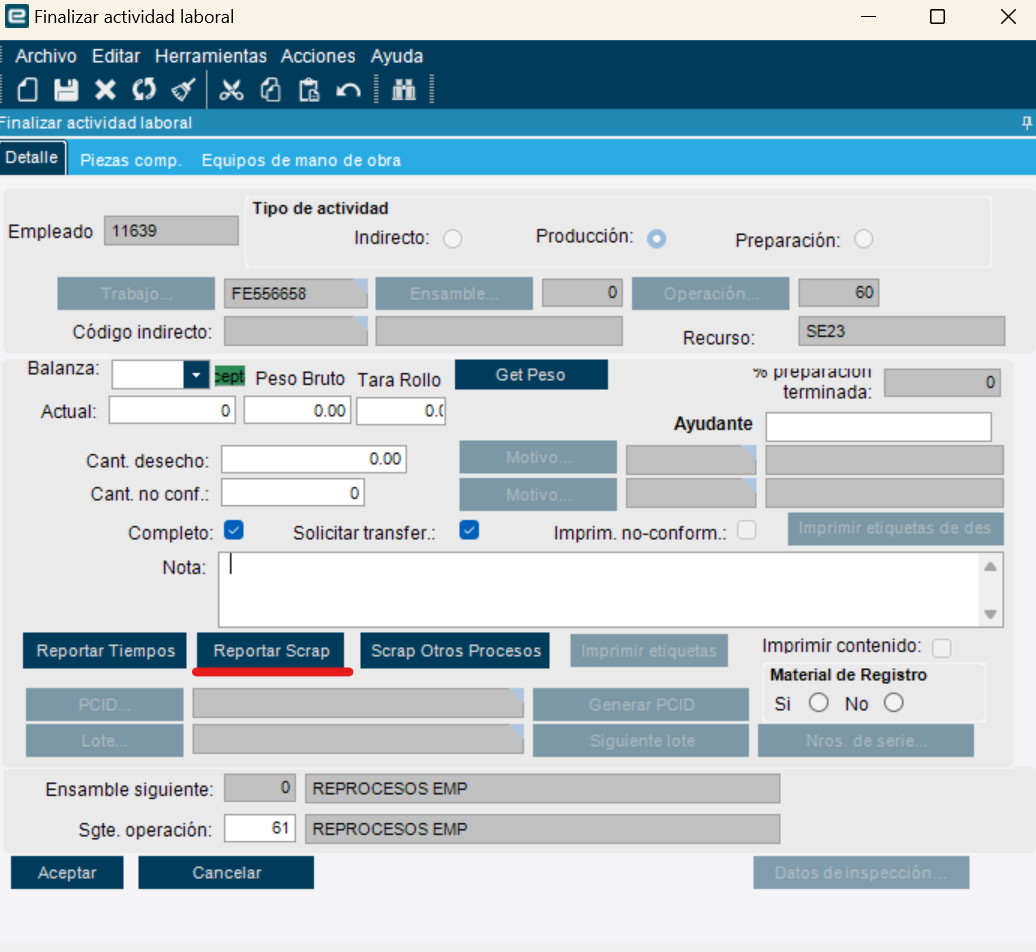 Finalizar actividad laboral
Archivo Editar Herramientas Acciones Ayuda
Finalizar actividad laboral
Detalle Piezas comp. Equipos de mano de obra
Tipo de actividad
Empleado 11639 Indirecto: Producción: Preparación:
Trabajo... FE556658 Ensamble... 0 Operación... 60
Código indirecto: Recurso: SE23
Balanza: cept Peso Bruto Tara Rollo Get Peso % preparación
terminada: 0
Actual: 0 0.00 0.0
Ayudante
Cant. desecho: 0.00 Motivo...
Cant. no conf.: 0 Motivo...
Completo: Solicitar transfer.: Imprim. no-conform.: Imprimir etiquetas de des
Nota:
Reportar Tiempos Reportar Scrap Scrap Otros Procesos Imprimir etiquetas Imprimir contenido:
Material de Registro
Si No
PCID... Generar PCID
Lote... Siguiente lote Nros. de serie...
Ensamble siguiente: 0 REPROCESOS EMP
Sgte. operación: 61 REPROCESOS EMP
Aceptar Cancelar Datos de inspección...